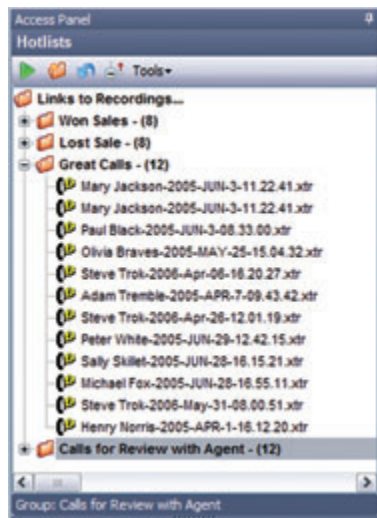 Access Panel
Hotlists
Tools
Links to Recordings...
Won Sales - (8)
Lost Sale - (8)
Great Calls - (12)
Mary Jackson-2005-JUN-3-11.22.41.xtr
Mary Jackson-2005-JUN-3-11.22.41.xtr
Paul Black-2005-JUN-3-08.33.00.xtr
Olivia Braves-2005-MAY-25-15.04.32.xtr
Steve Trok-2006-Apr-06-16.20.27.xtr
Adam Tremble-2005-APR-7-09.43.42.xtr
Steve Trok-2006-Apr-26-12.01.19.xtr
Peter White-2005-JUN-29-12.42.15.xtr
Sally Skillet-2005-JUN-28-16.15.21.xtr
Michael Fox-2005-JUN-28-16.55.11.xtr
Steve Trok-2006-May-31-08.00.51.xtr
Henry Norris-2005-APR-1-16.12.20.xtr
Calls for Review with Agent - (12)
Group: Calls for Review with Agent